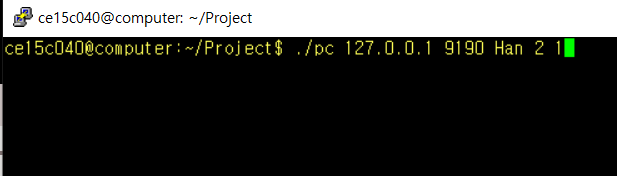 ce15c040@computer: ~/Project
ce15c040@computer:~/Project$ ./pc 127.0.0.1 9190 Han 2 1